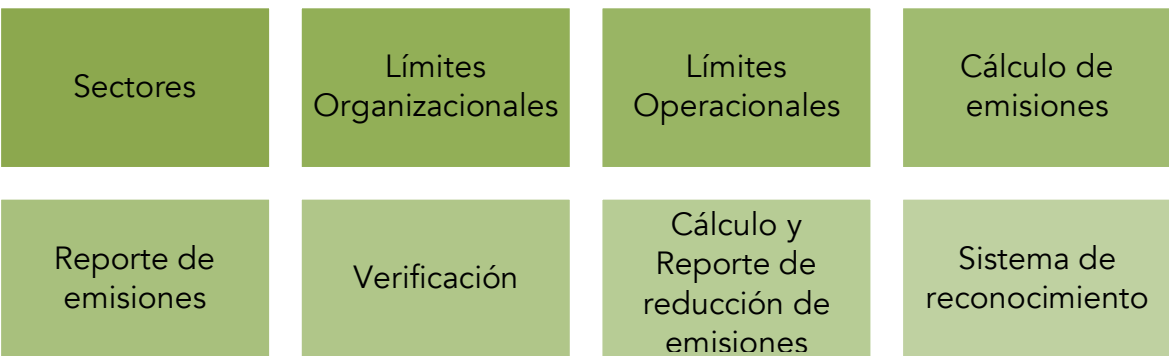 Sectores
Límites
Organizacionales
Límites
Operacionales
Cálculo de
emisiones
Reporte de
emisiones
Verificación
Cálculo y
Reporte de
reducción de
emisiones
Sistema de
reconocimiento